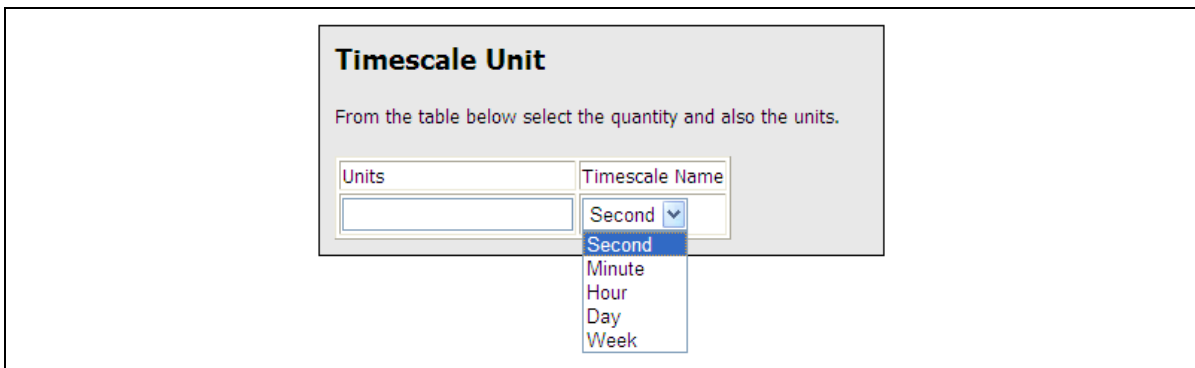 Timescale Unit
From the table below select the quantity and also the units.
Units Timescale Name
Second
Second
Minute
Hour
Day
Week